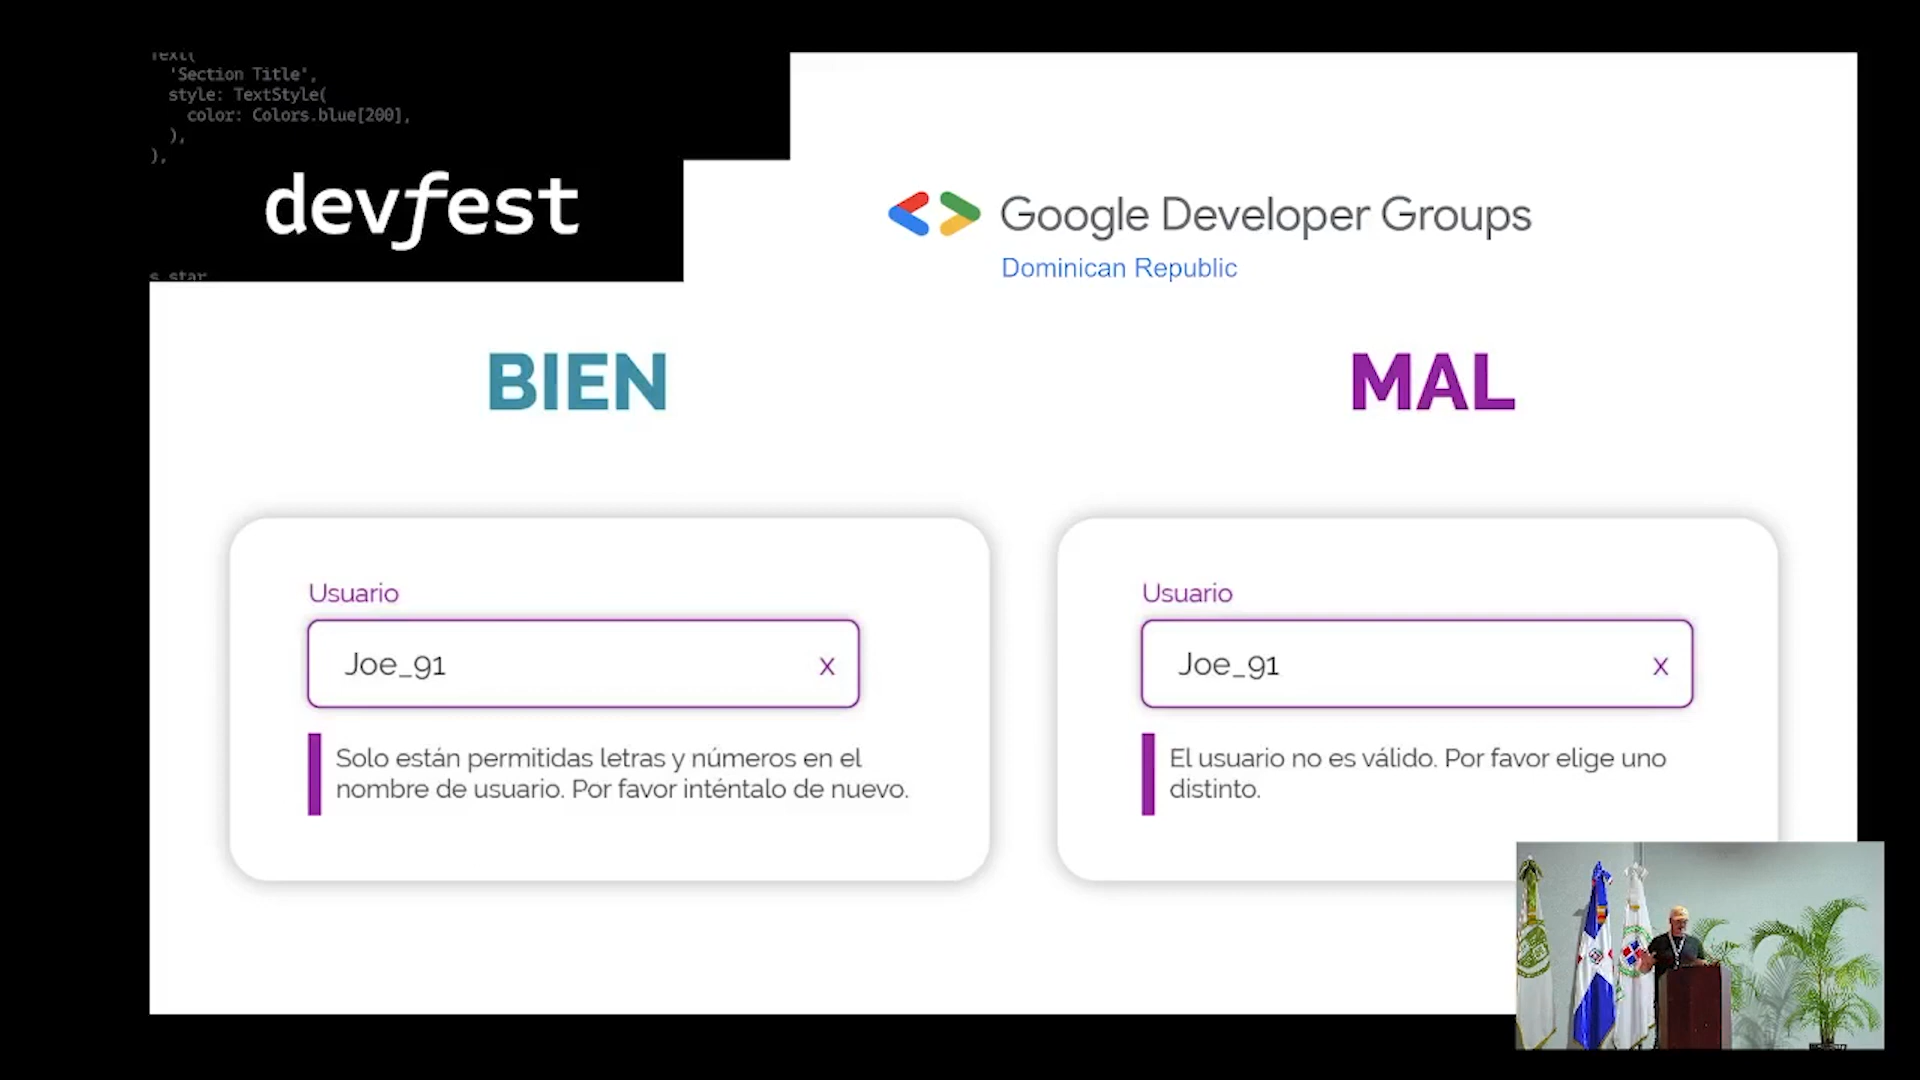 Text(
'Section Title',
style: TextStyle(
color: Colors.blue[200],
),
),
devfest
s star
Google Developer Groups
Dominican Republic
BIEN
MAL
Usuario
Joe_91
x
Solo están permitidas letras y números en el
nombre de usuario. Por favor inténtalo de nuevo.
Usuario
Joe_91
x
El usuario no es válido. Por favor elige uno
distinto.